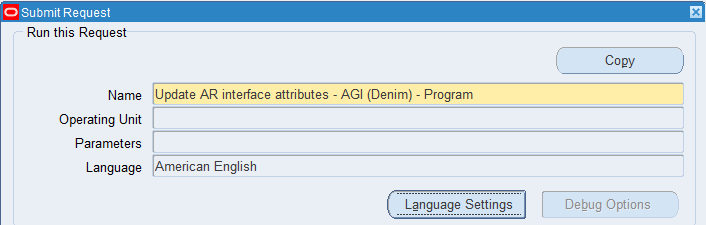 Submit Request
Run this Request
Copy
Name Update AR interface attributes - AGI (Denim) - Program
Operating Unit
Parameters
Language American English
Language Settings Debug Options